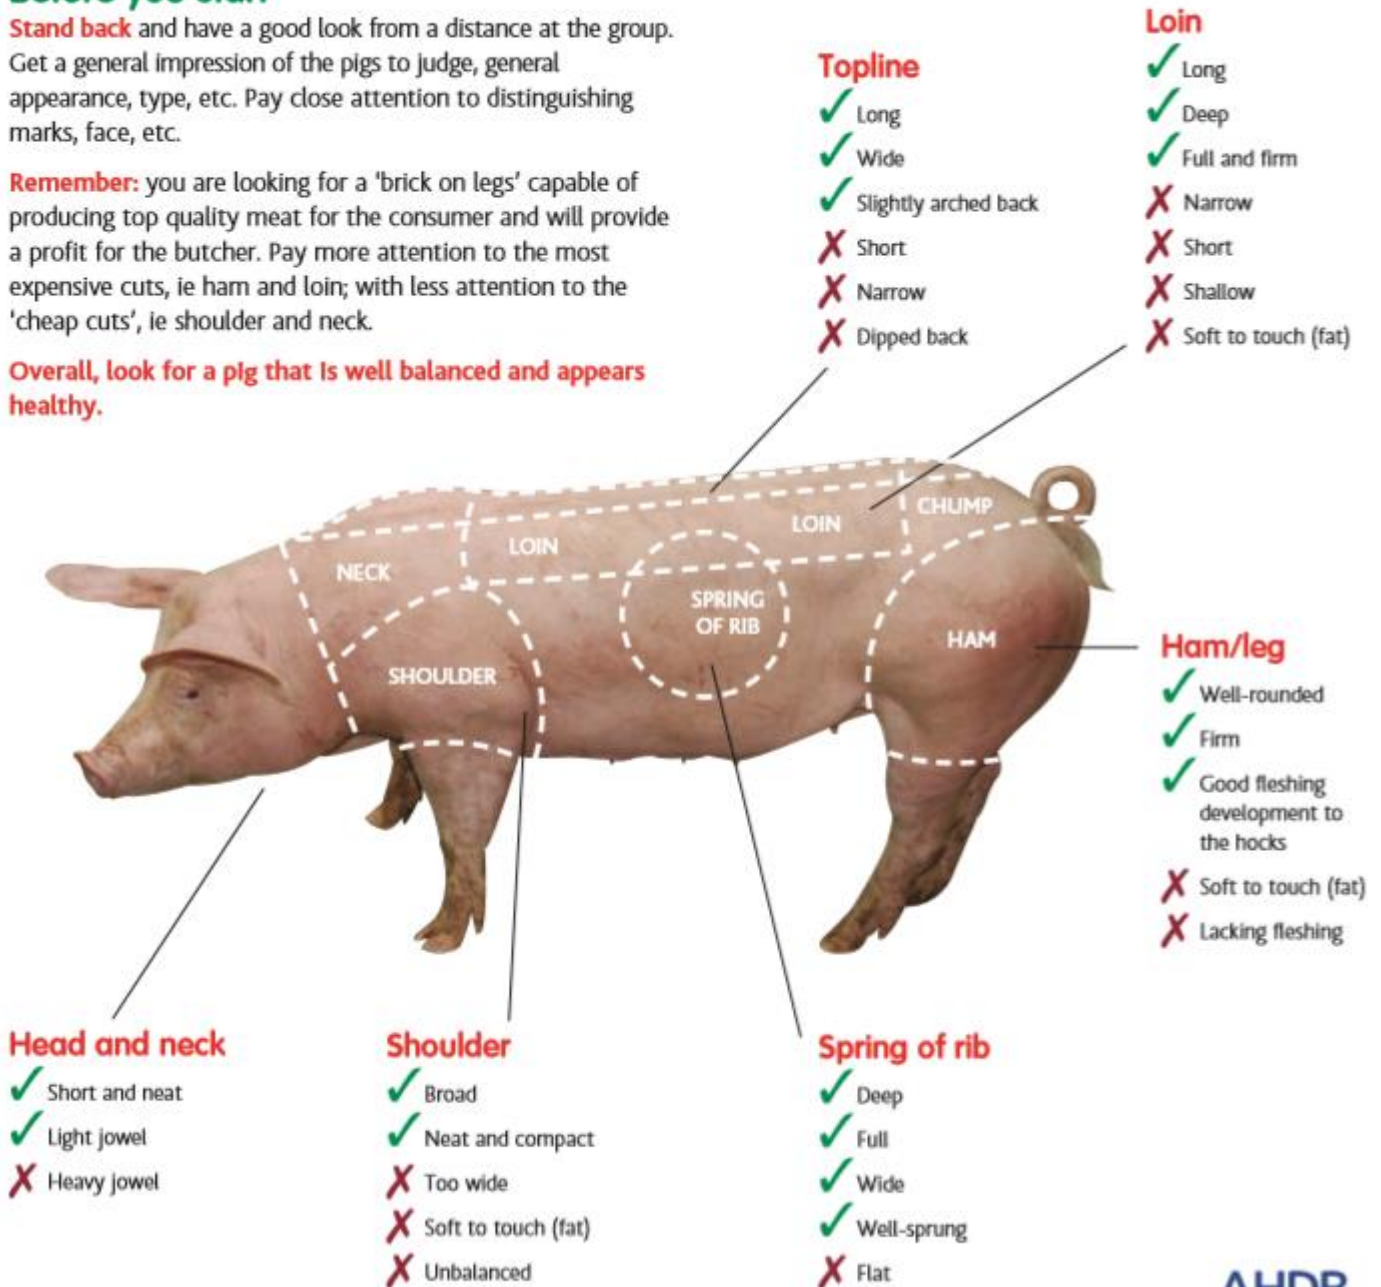 Stand back and have a good look from a distance at the group.
Get a general impression of the pigs to judge, general
appearance, type, etc. Pay close attention to distinguishing
marks, face, etc.
Remember: you are looking for a 'brick on legs' capable of
producing top quality meat for the consumer and will provide
a profit for the butcher. Pay more attention to the most
expensive cuts, ie ham and loin; with less attention to the
'cheap cuts', ie shoulder and neck.
Overall, look for a pig that Is well balanced and appears
healthy.
Topline
Long
Wide
Slightly arched back
Short
Narrow
Dipped back
Loin
Long
Deep
Full and firm
Narrow
Short
Shallow
Soft to touch (fat)
NECK
LOIN
LOIN
CHUMP
SHOULDER
SPRING
OF RIB
HAM
Ham/leg
Well-rounded
Firm
Good fleshing
development to
the hocks
Soft to touch (fat)
Lacking fleshing
Head and neck
Short and neat
Light jowel
Heavy jowel
Shoulder
Broad
Neat and compact
Too wide
Soft to touch (fat)
Unbalanced
Spring of rib
Deep
Full
Wide
Well-sprung
Flat
AHDB